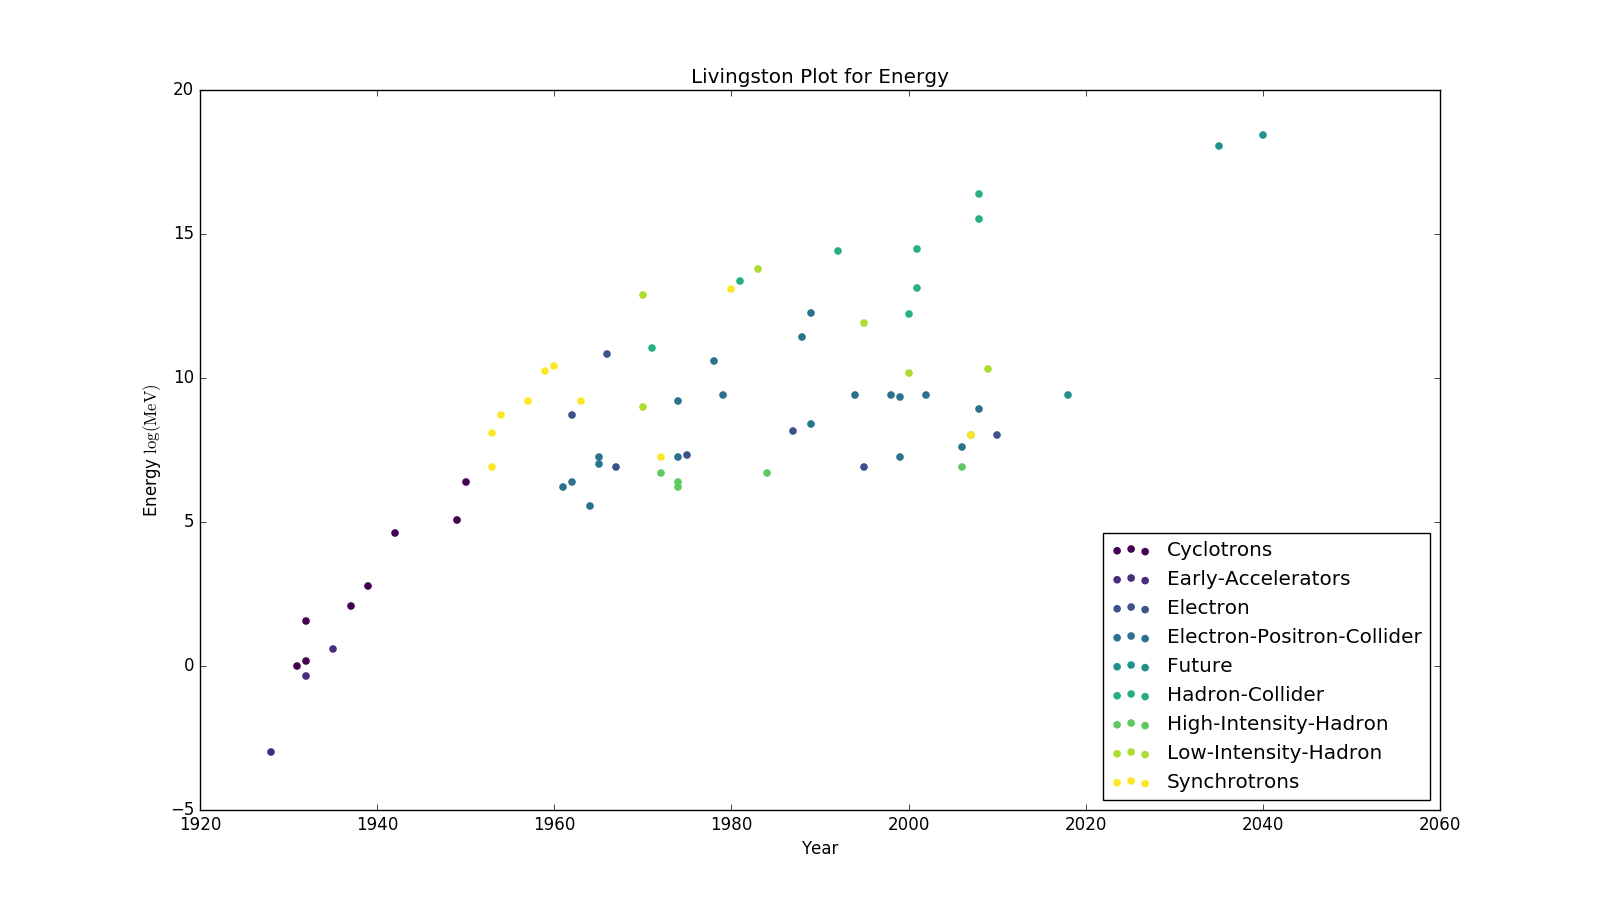 Livingston Plot for Energy
20
15
10
5
0
−5
Energy log(MeV)
1920 1940 1960 1980 2000 2020 2040 2060
Year
Cyclotrons
Early-Accelerators
Electron
Electron-Positron-Collider
Future
Hadron-Collider
High-Intensity-Hadron
Low-Intensity-Hadron
Synchrotrons